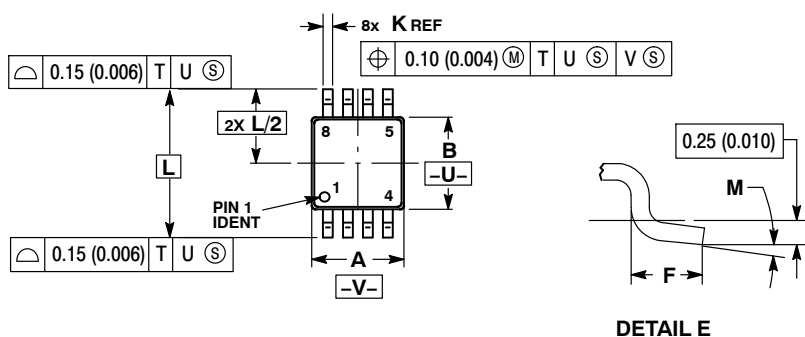 8x K REF
⌖ 0.10 (0.004) Ⓜ T U Ⓢ V Ⓢ
⌓ 0.15 (0.006) T U Ⓢ
2X L/2
8 5
B
–U–
L
1
4
PIN 1
IDENT
⌓ 0.15 (0.006) T U Ⓢ
A
–V–
0.25 (0.010)
M
F
DETAIL E